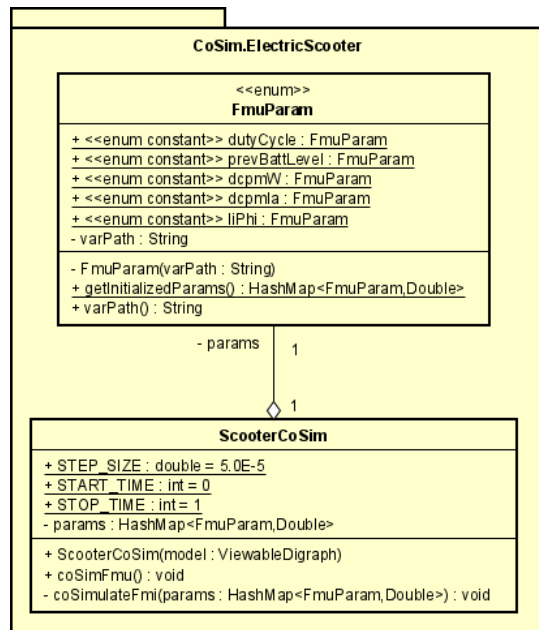 CoSim.ElectricScooter
<<enum>>
FmuParam
+ <<enum constant>> dutyCycle : FmuParam
+ <<enum constant>> prevBattLevel : FmuParam
+ <<enum constant>> dcpmW : FmuParam
+ <<enum constant>> dcpmIa : FmuParam
+ <<enum constant>> liPhi : FmuParam
- varPath : String
- FmuParam(varPath : String)
+ getInitializedParams() : HashMap<FmuParam,Double>
+ varPath() : String
- params 1
1
ScooterCoSim
+ STEP_SIZE : double = 5.0E-5
+ START_TIME : int = 0
+ STOP_TIME : int = 1
- params : HashMap<FmuParam,Double>
+ ScooterCoSim(model : ViewableDigraph)
+ coSimFmu() : void
- coSimulateFmi(params : HashMap<FmuParam,Double>) : void